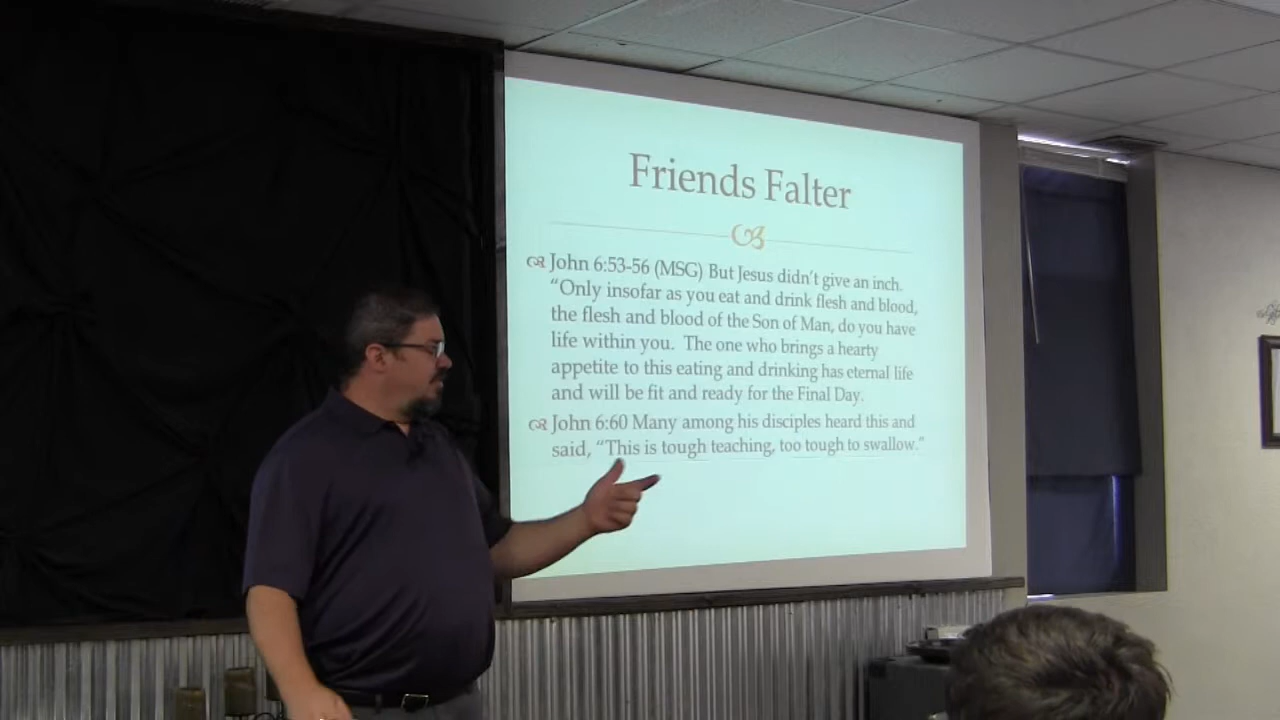 Friends Falter
John 6:53-56 (MSG) But Jesus didn't give an inch.
"Only insofar as you eat and drink flesh and blood,
the flesh and blood of the Son of Man, do you have
life within you. The one who brings a hearty
appetite to this eating and drinking has eternal life
and will be fit and ready for the Final Day.
John 6:60 Many among his disciples heard this and
said, "This is tough teaching, too tough to swallow."